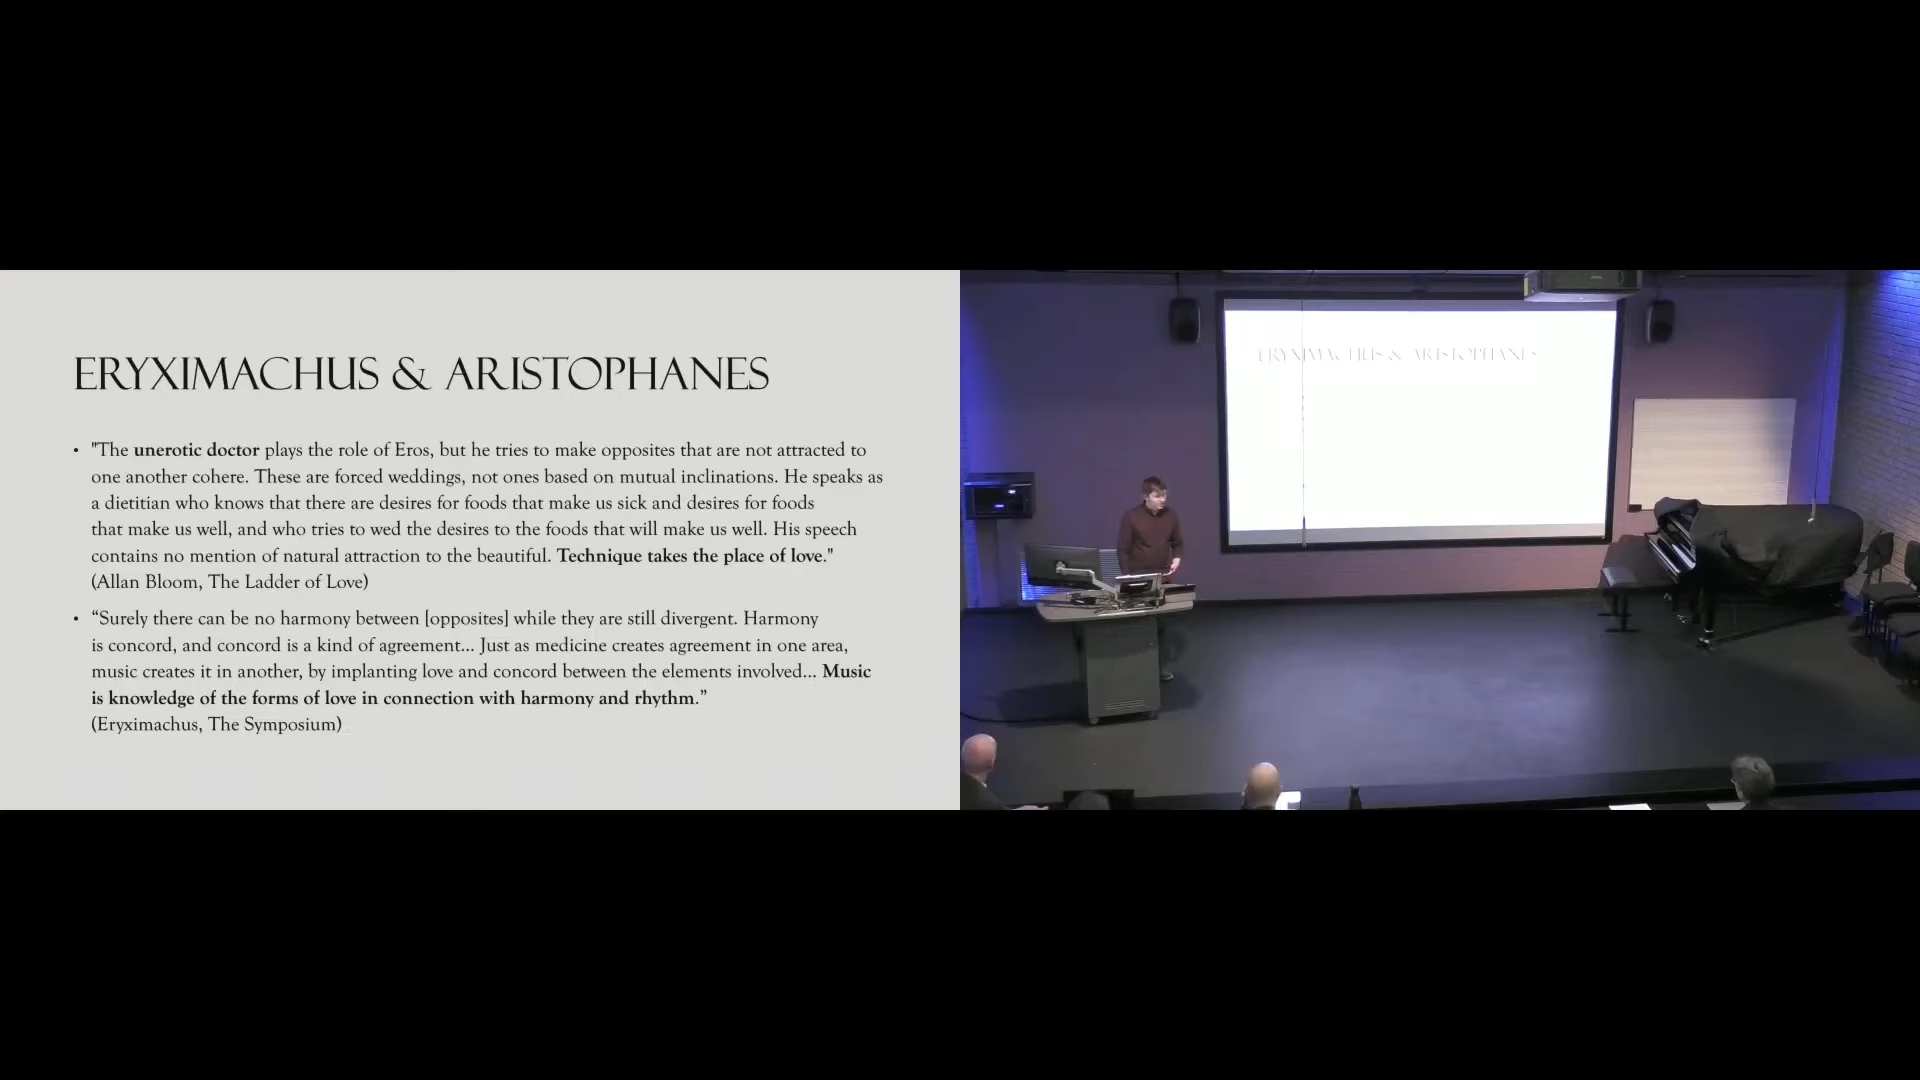 ERYXIMACHUS & ARISTOPHANES
• "The unerotic doctor plays the role of Eros, but he tries to make opposites that are not attracted to
one another cohere. These are forced weddings, not ones based on mutual inclinations. He speaks as
a dietitian who knows that there are desires for foods that make us sick and desires for foods
that make us well, and who tries to wed the desires to the foods that will make us well. His speech
contains no mention of natural attraction to the beautiful. Technique takes the place of love."
(Allan Bloom, The Ladder of Love)
• “Surely there can be no harmony between [opposites] while they are still divergent. Harmony
is concord, and concord is a kind of agreement... Just as medicine creates agreement in one area,
music creates it in another, by implanting love and concord between the elements involved... Music
is knowledge of the forms of love in connection with harmony and rhythm.”
(Eryximachus, The Symposium)
ERYXIMACHUS & ARISTOPHANES